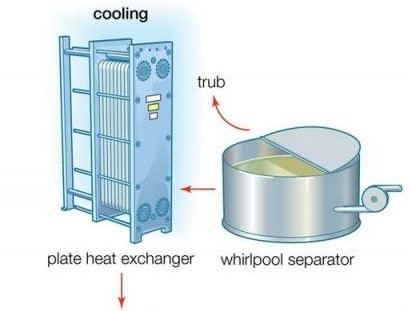 cooling
trub
plate heat exchanger
whirlpool separator